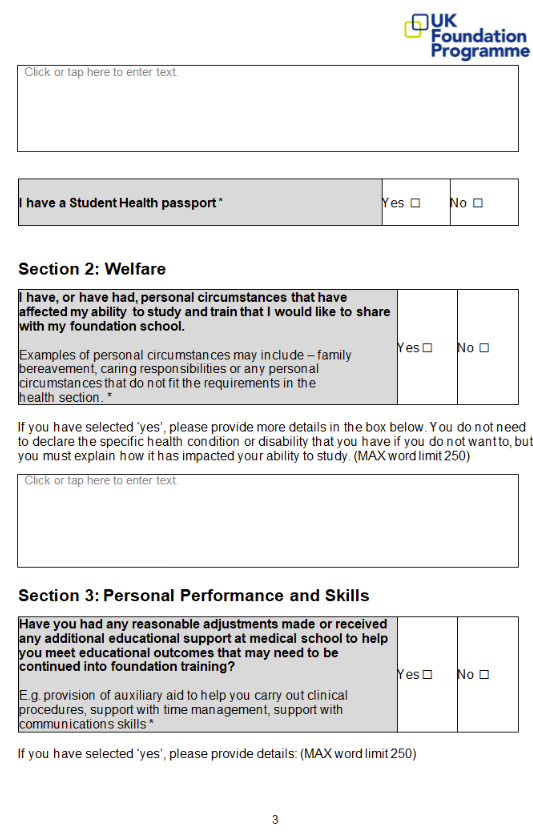 UK
Foundation
Programme
Click or tap here to enter text.
I have a Student Health passport* Yes ☐ No ☐
Section 2: Welfare
I have, or have had, personal circumstances that have
affected my ability to study and train that I would like to share
with my foundation school.
Yes ☐ No ☐
Examples of personal circumstances may include – family
bereavement, caring responsibilities or any personal
circumstances that do not fit the requirements in the
health section. *
If you have selected ‘yes’, please provide more details in the box below. You do not need
to declare the specific health condition or disability that you have if you do not want to, but
you must explain how it has impacted your ability to study. (MAX word limit 250)
Click or tap here to enter text.
Section 3: Personal Performance and Skills
Have you had any reasonable adjustments made or received
any additional educational support at medical school to help
you meet educational outcomes that may need to be
continued into foundation training?
Yes ☐ No ☐
E.g. provision of auxiliary aid to help you carry out clinical
procedures, support with time management, support with
communications skills *
If you have selected ‘yes’, please provide details: (MAX word limit 250)
3